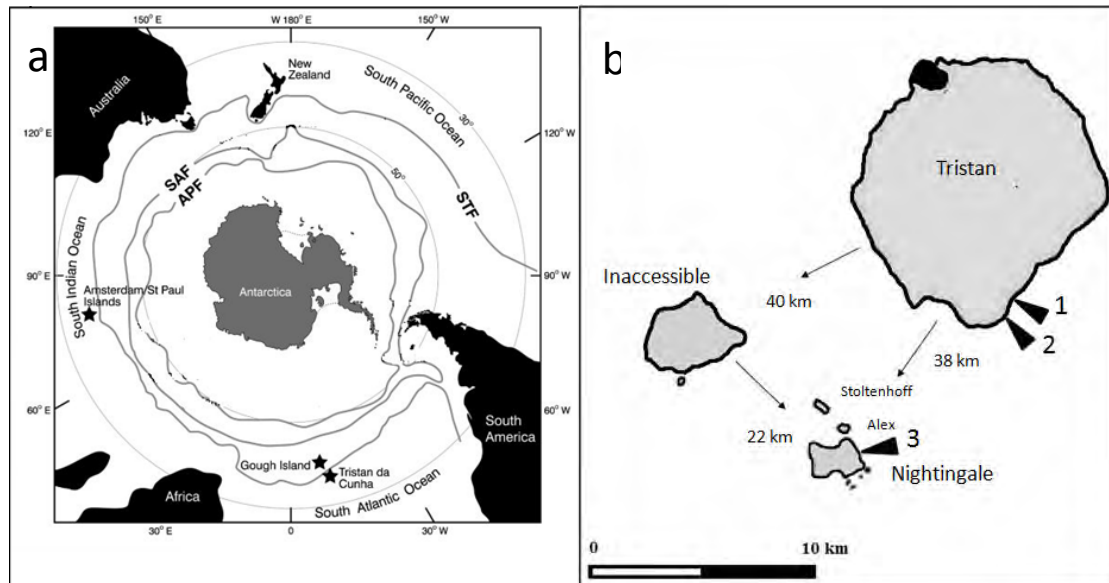 a
150° E
W 180° E
150° W
New
Zealand
South Pacific Ocean
Australia
30°
120° E
120° W
50°
SAF
APF
STF
South Indian Ocean
90° E
90° W
Amsterdam/St Paul
Islands
Antarctica
60° E
60° W
South
America
Gough Island
Tristan da
Cunha
Africa
South Atlantic Ocean
30° E
0
30° W
b
Tristan
Inaccessible
40 km
1
2
38 km
Stoltenhoff
Alex
22 km
3
Nightingale
0
10 km